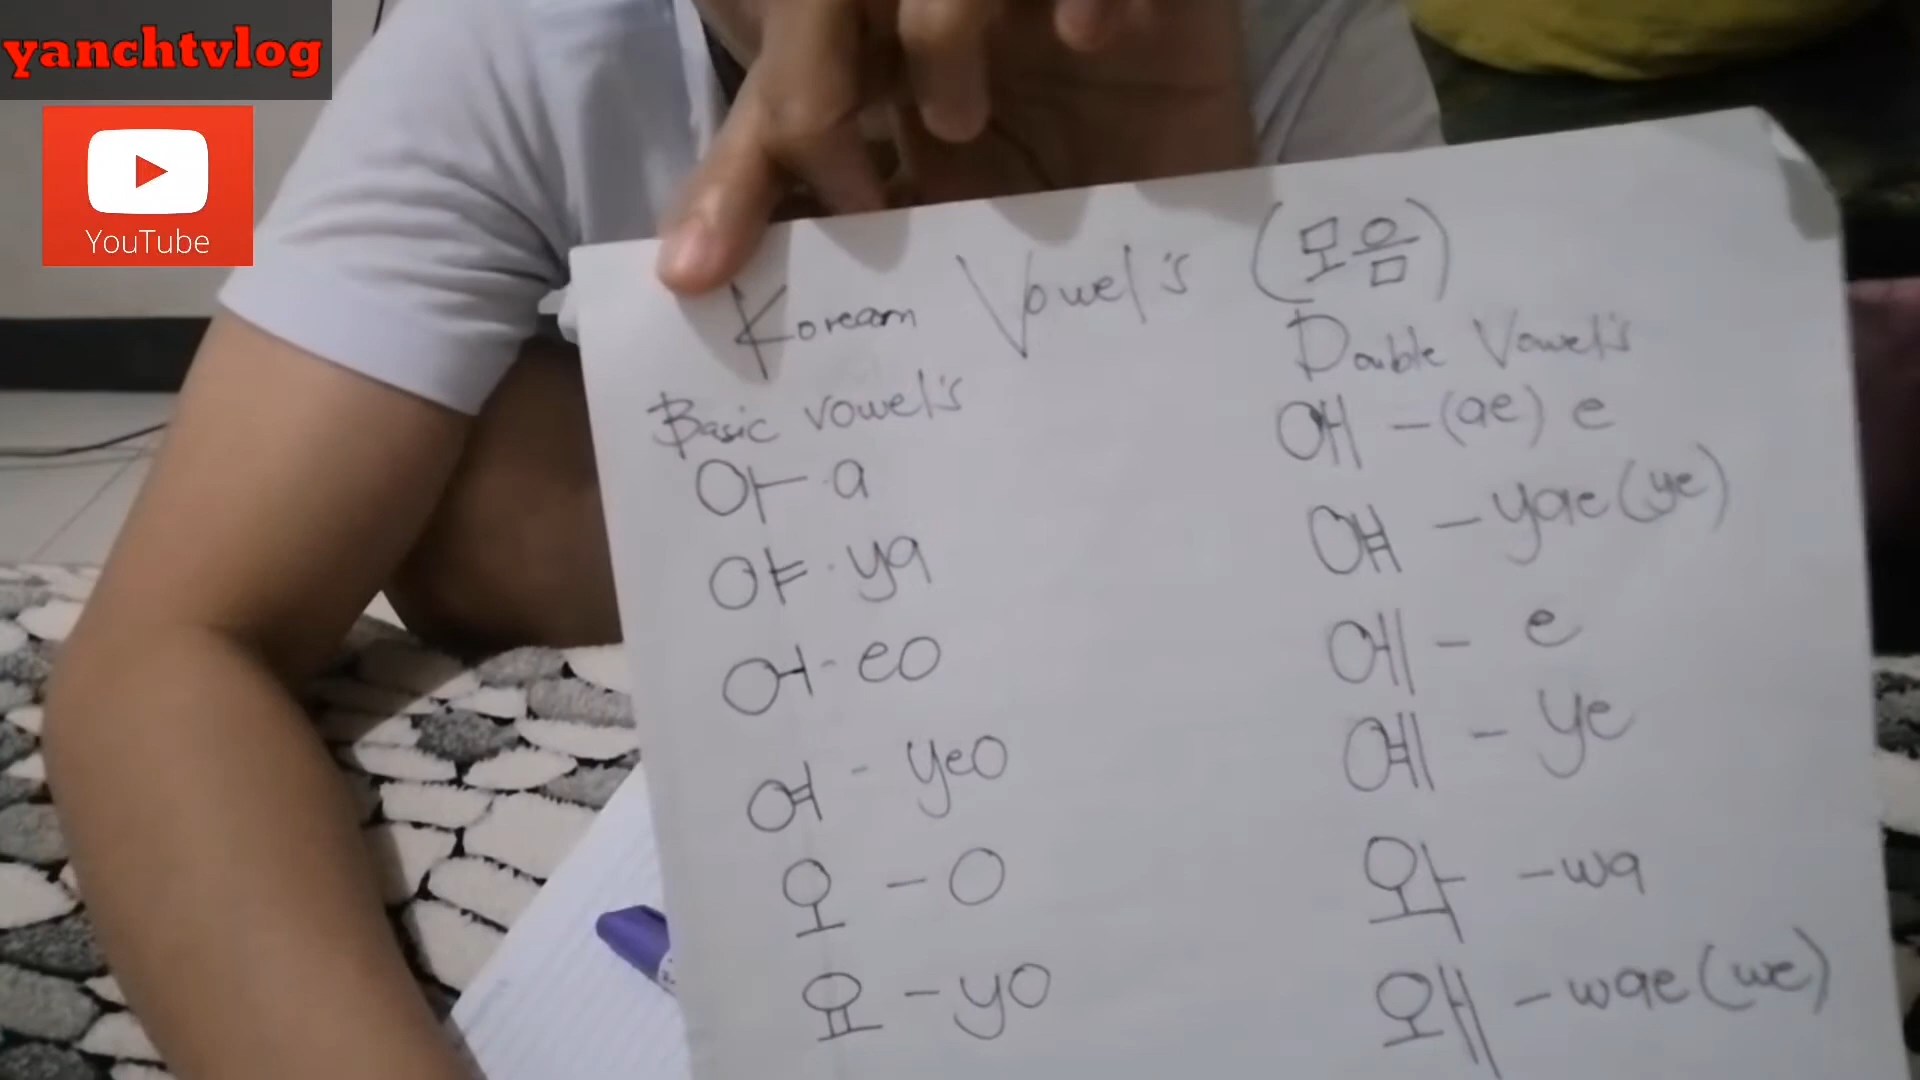 yanchtvlog
YouTube
Korean Vowel's (모음)
Basic vowel's
아 · a
야 · ya
어 - eo
여 - yeo
오 - o
요 - yo
Double Vowel's
애 - (ae) e
얘 - yae (ye)
에 - e
예 - ye
와 - wa
왜 - wae (we)